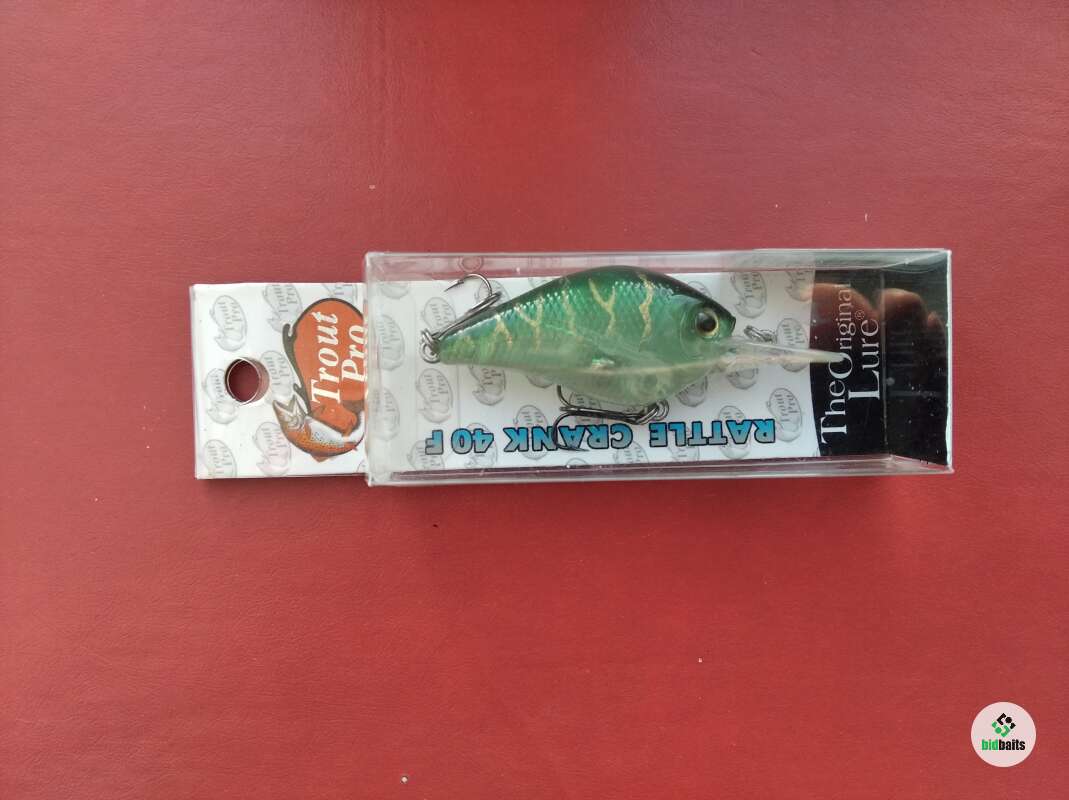 Trout
Pro
RATTLE CRANK 40 F
The Original
Lure®
bidbaits